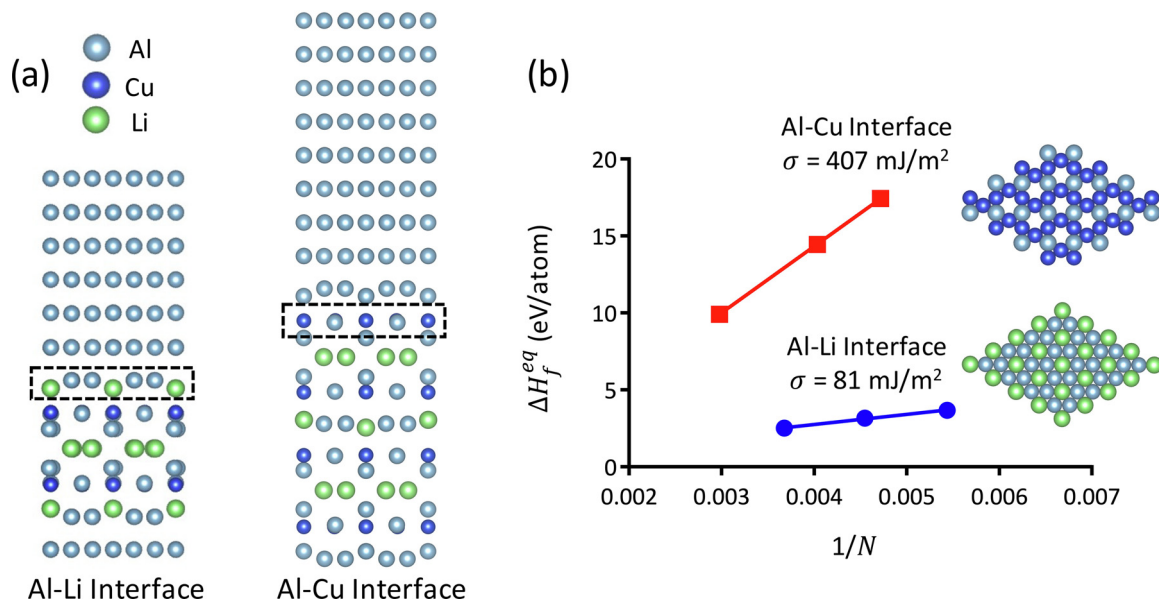 (a)
Al
Cu
Li
Al-Li Interface
Al-Cu Interface
(b)
Al-Cu Interface
σ = 407 mJ/m²
Al-Li Interface
σ = 81 mJ/m²
ΔH_f^{eq} (eV/atom)
20
15
10
5
0
0.002 0.003 0.004 0.005 0.006 0.007
1/N